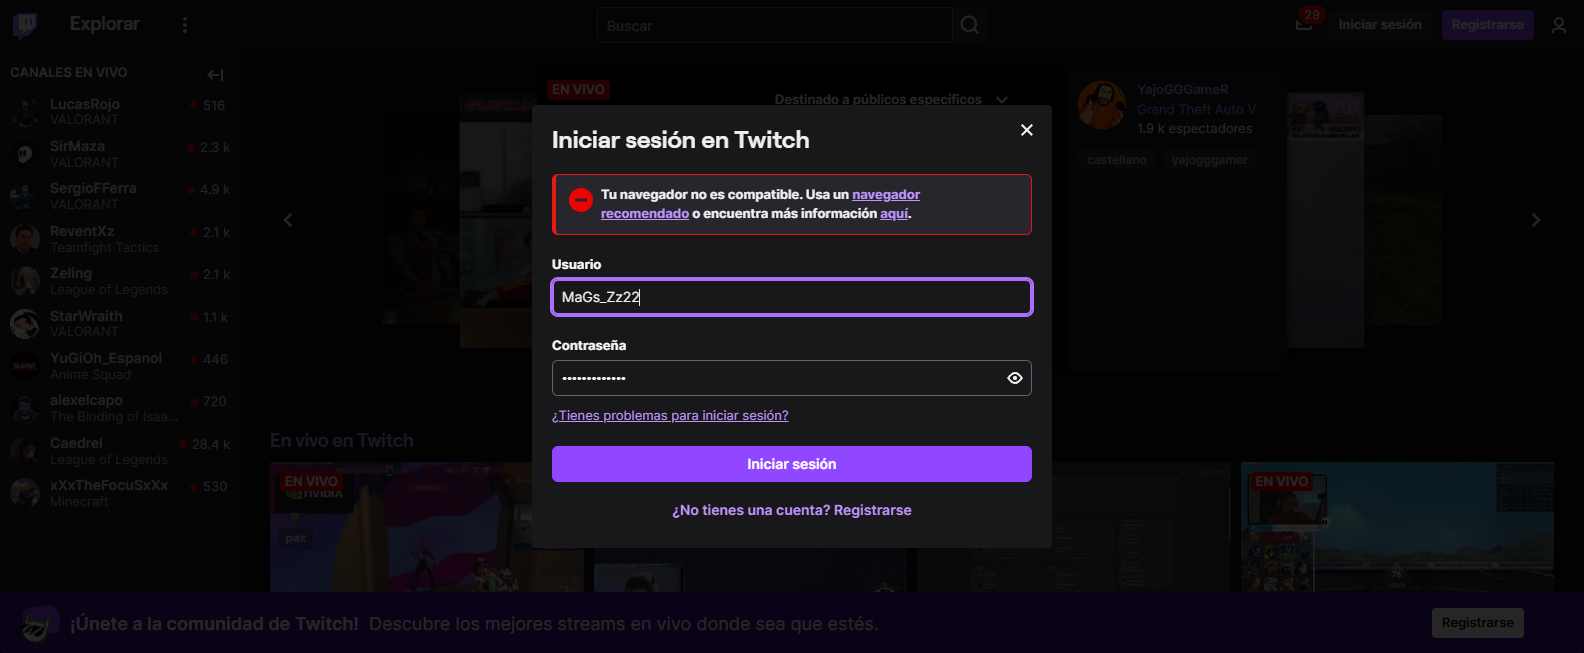 Explorar
Buscar
29
Iniciar sesión
Registrarse
CANALES EN VIVO
LucasRojo
516
VALORANT
SirMaza
2.3 k
VALORANT
SergioFFerra
4.9 k
VALORANT
ReventXz
2.1 k
Teamfight Tactics
Zeling
2.1 k
League of Legends
StarWraith
1.1 k
VALORANT
YuGiOh_Espanol
446
Anime Squad
alexelcapo
720
The Binding of Isaa...
Caedrel
28.4 k
League of Legends
xXxTheFocuSxXx
530
Minecraft
EN VIVO
Destinado a públicos específicos
YajoGGGameR
Grand Theft Auto V
1.9 k espectadores
castellano
yajogggamer
Iniciar sesión en Twitch
Tu navegador no es compatible. Usa un navegador
recomendado o encuentra más información aquí.
Usuario
MaGs_Zz22
Contraseña
•••••••••••••
¿Tienes problemas para iniciar sesión?
Iniciar sesión
¿No tienes una cuenta? Registrarse
En vivo en Twitch
EN VIVO
NVIDIA
pax
EN VIVO
76
¡Únete a la comunidad de Twitch! Descubre los mejores streams en vivo donde sea que estés.
Registrarse